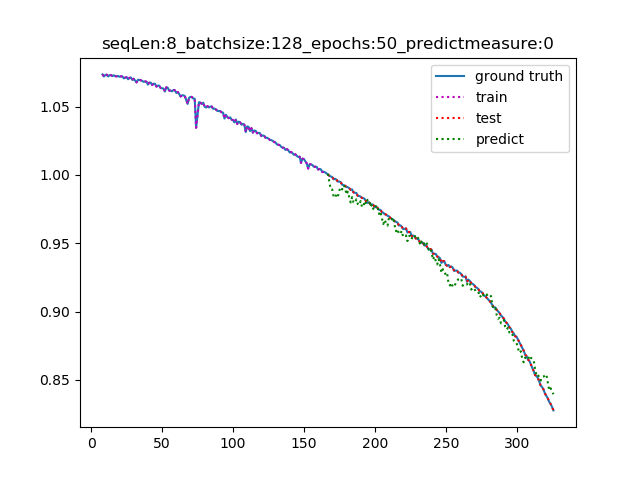 seqLen:8_batchsize:128_epochs:50_predictmeasure:0
ground truth
train
test
predict
1.05
1.00
0.95
0.90
0.85
0 50 100 150 200 250 300